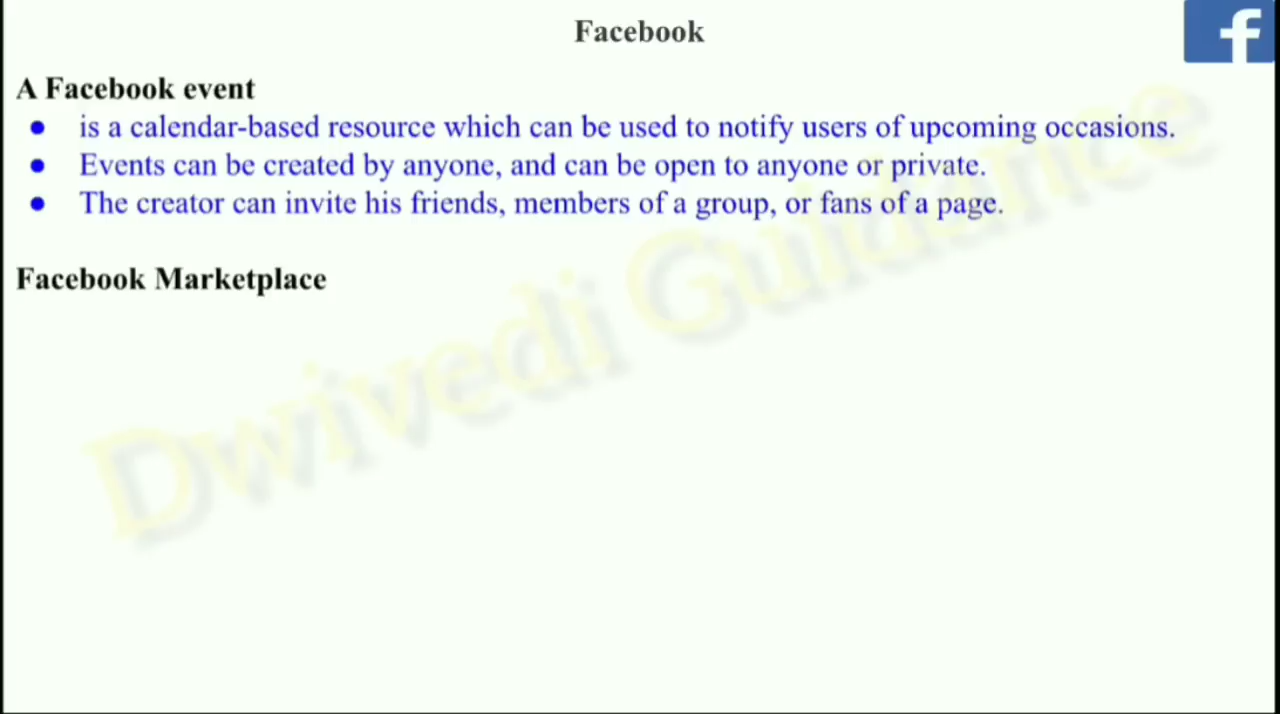 Facebook
f
A Facebook event
● is a calendar-based resource which can be used to notify users of upcoming occasions.
● Events can be created by anyone, and can be open to anyone or private.
● The creator can invite his friends, members of a group, or fans of a page.
Facebook Marketplace
Dwivedi Guidance